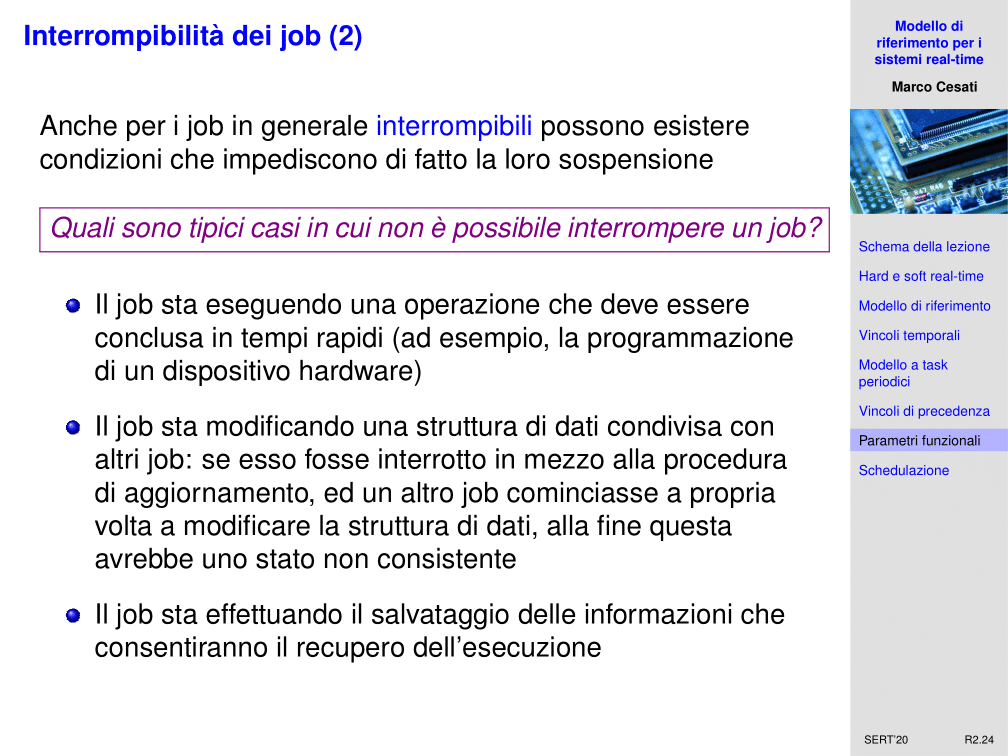 Interrompibilità dei job (2)
Anche per i job in generale interrompibili possono esistere
condizioni che impediscono di fatto la loro sospensione
Quali sono tipici casi in cui non è possibile interrompere un job?
Il job sta eseguendo una operazione che deve essere
conclusa in tempi rapidi (ad esempio, la programmazione
di un dispositivo hardware)
Il job sta modificando una struttura di dati condivisa con
altri job: se esso fosse interrotto in mezzo alla procedura
di aggiornamento, ed un altro job cominciasse a propria
volta a modificare la struttura di dati, alla fine questa
avrebbe uno stato non consistente
Il job sta effettuando il salvataggio delle informazioni che
consentiranno il recupero dell'esecuzione
Modello di
riferimento per i
sistemi real-time
Marco Cesati
R47 R46
Schema della lezione
Hard e soft real-time
Modello di riferimento
Vincoli temporali
Modello a task
periodici
Vincoli di precedenza
Parametri funzionali
Schedulazione
SERT'20 R2.24